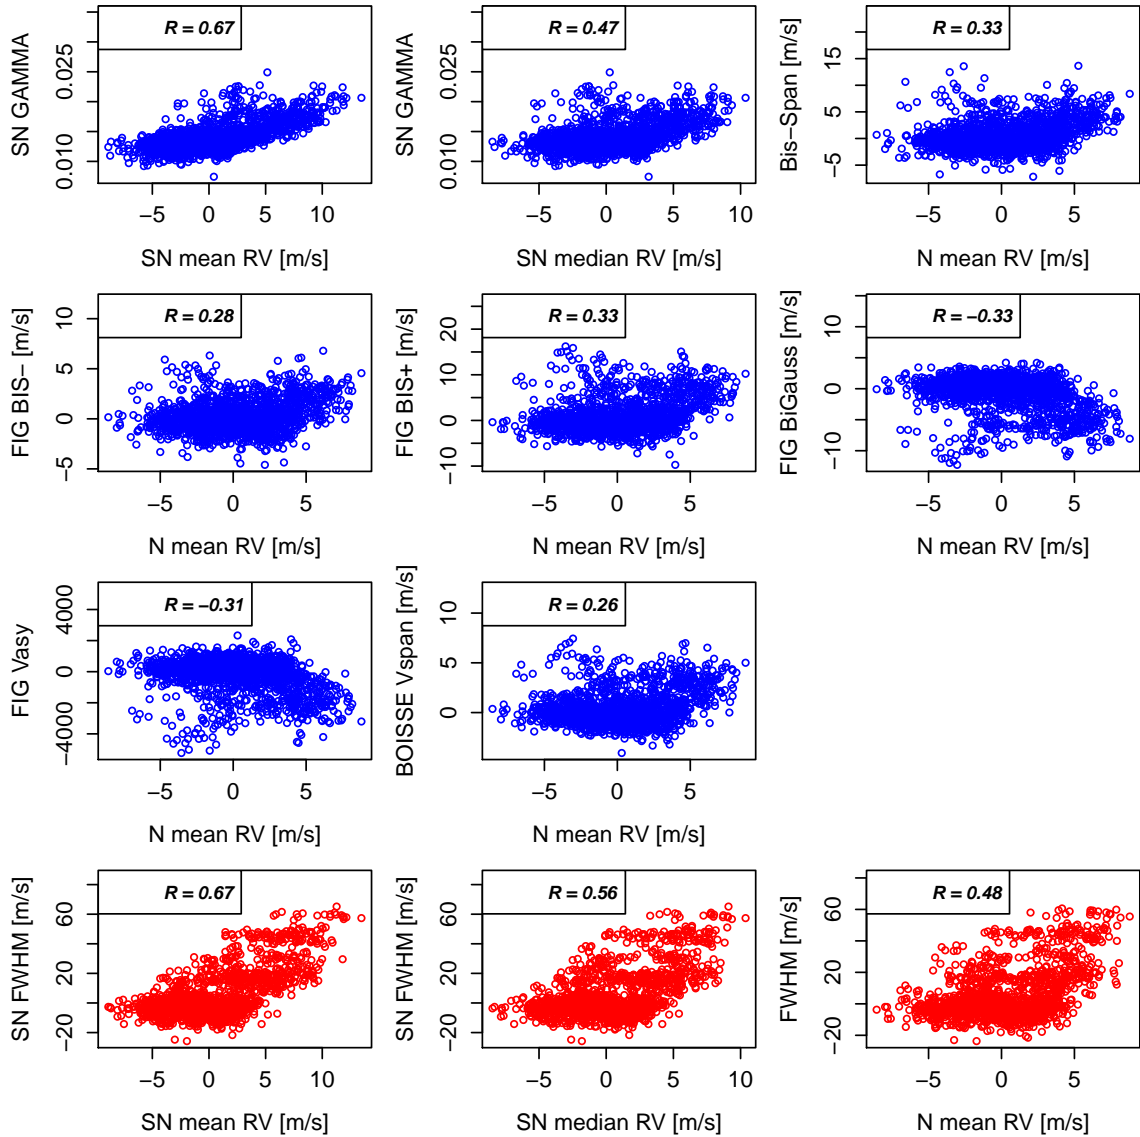 R = 0.67
SN GAMMA
0.010 0.025
−5 0 5 10
SN mean RV [m/s]
R = 0.47
SN GAMMA
0.010 0.025
−5 0 5 10
SN median RV [m/s]
R = 0.33
Bis−Span [m/s]
−5 5 15
−5 0 5
N mean RV [m/s]
R = 0.28
FIG BIS− [m/s]
−5 0 5 10
−5 0 5
N mean RV [m/s]
R = 0.33
FIG BIS+ [m/s]
−10 0 10 20
−5 0 5
N mean RV [m/s]
R = −0.33
FIG BiGauss [m/s]
−10 0 10
−5 0 5
N mean RV [m/s]
R = −0.31
FIG Vasy
−4000 0 4000
−5 0 5
N mean RV [m/s]
R = 0.26
BOISSE Vspan [m/s]
0 5 10
−5 0 5
N mean RV [m/s]
R = 0.67
SN FWHM [m/s]
−20 20 60
−5 0 5 10
SN mean RV [m/s]
R = 0.56
SN FWHM [m/s]
−20 20 60
−5 0 5 10
SN median RV [m/s]
R = 0.48
FWHM [m/s]
−20 20 60
−5 0 5
N mean RV [m/s]